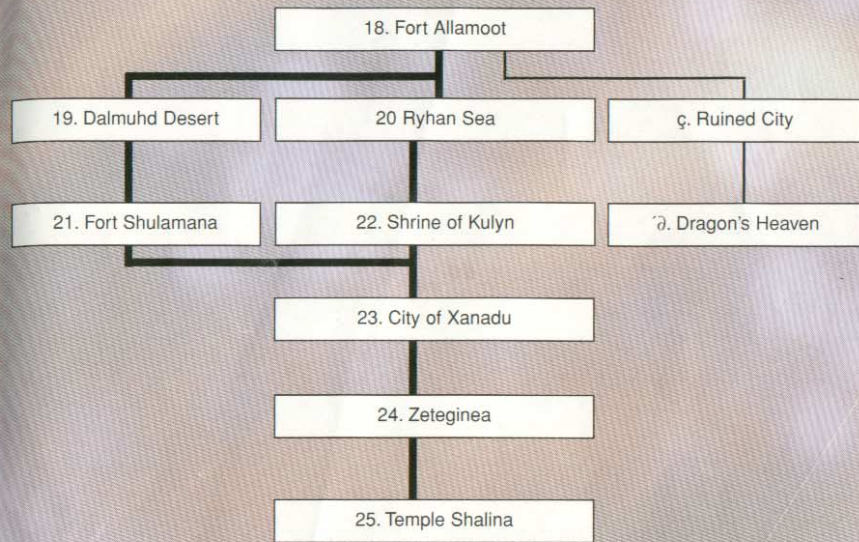 18. Fort Allamoot
19. Dalmuhd Desert
20 Ryhan Sea
ç. Ruined City
21. Fort Shulamana
22. Shrine of Kulyn
´∂. Dragon's Heaven
23. City of Xanadu
24. Zeteginea
25. Temple Shalina